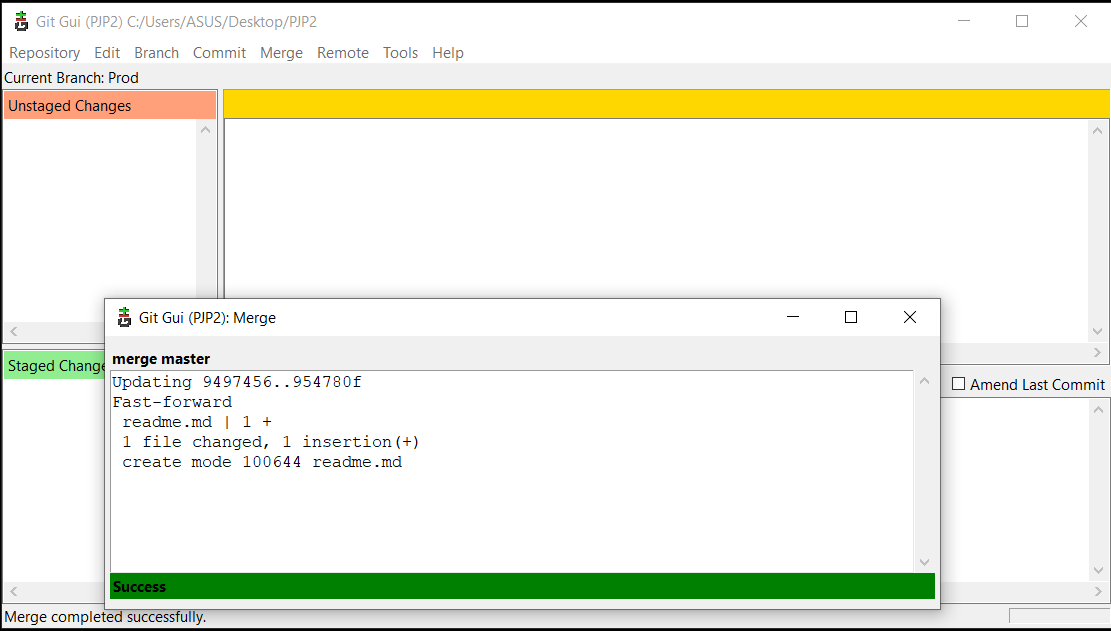 Git Gui (PJP2) C:/Users/ASUS/Desktop/PJP2
Repository Edit Branch Commit Merge Remote Tools Help
Current Branch: Prod
Unstaged Changes
Git Gui (PJP2): Merge
merge master
Updating 9497456..954780f
Fast-forward
readme.md | 1 +
1 file changed, 1 insertion(+)
create mode 100644 readme.md
Success
Staged Change
Amend Last Commit
Merge completed successfully.